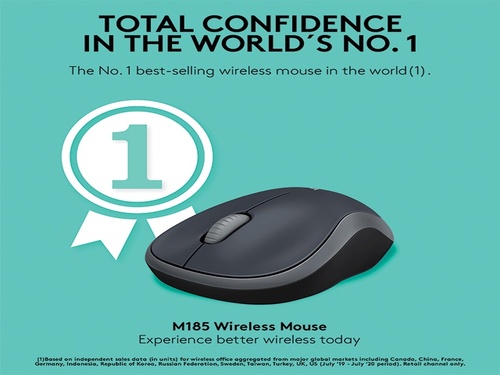 TOTAL CONFIDENCE
IN THE WORLD´S NO. 1
The No. 1 best-selling wireless mouse in the world(1).
1
M185 Wireless Mouse
Experience better wireless today
(1)Based on independent sales data (in units) for wireless office aggregated from major global markets including Canada, China, France,
Germany, Indonesia, Republic of Korea, Russian Federation, Sweden, Taiwan, Turkey, UK, US (July '19 - July '20 period). Retail channel only.